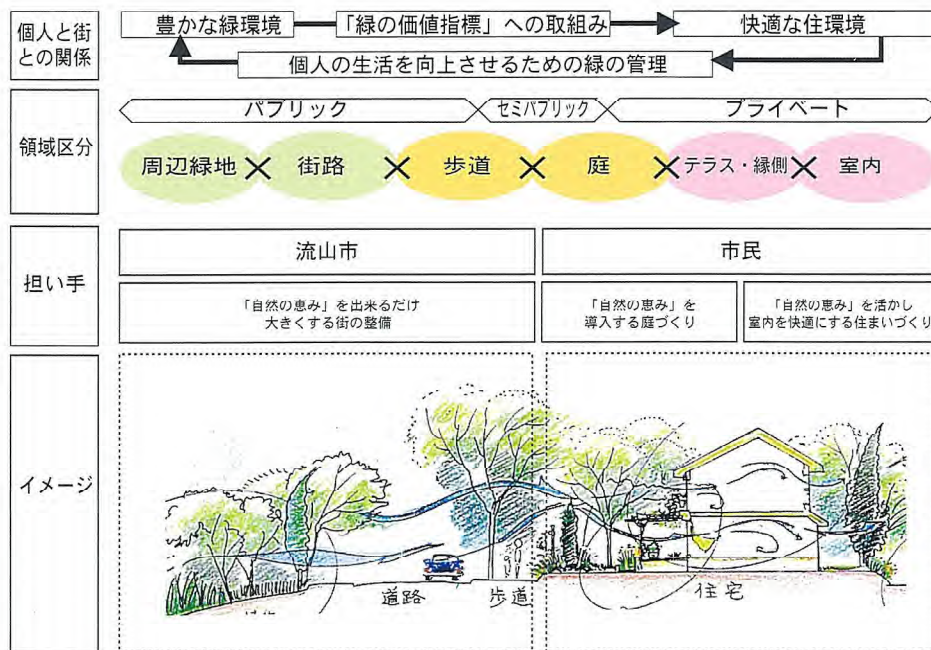 個人と街
との関係
豊かな緑環境
「緑の価値指標」への取組み
快適な住環境
個人の生活を向上させるための緑の管理
領域区分
パブリック
セミパブリック
プライベート
周辺緑地
×
街路
×
歩道
×
庭
×
テラス・縁側
×
室内
担い手
流山市
市民
「自然の恵み」を出来るだけ
大きくする街の整備
「自然の恵み」を
導入する庭づくり
「自然の恵み」を活かし
室内を快適にする住まいづくり
イメージ
道路
歩道
住宅